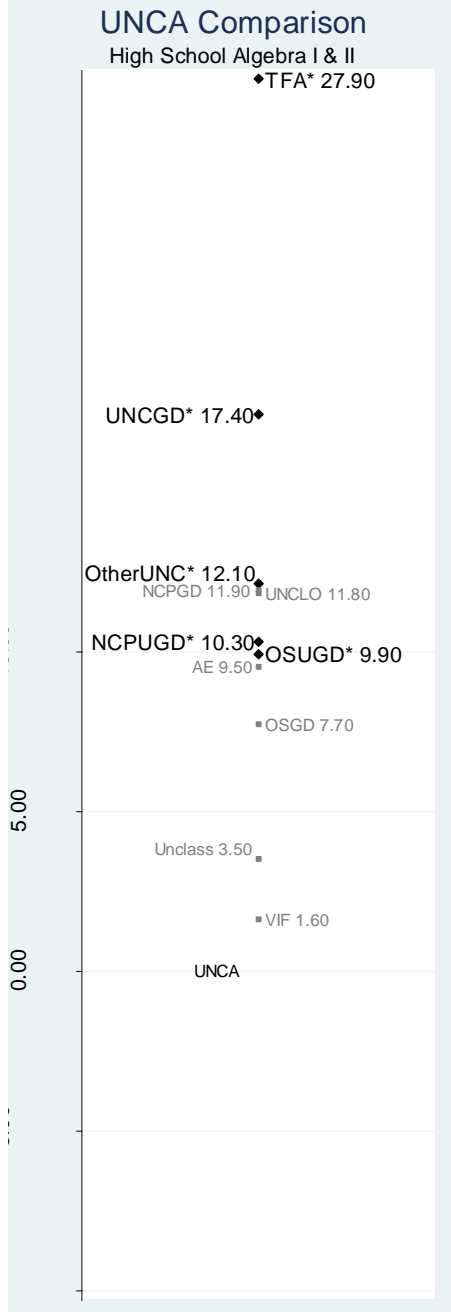 UNCA Comparison
High School Algebra I & II
TFA* 27.90
UNCGD* 17.40
OtherUNC* 12.10
NCPGD 11.90
UNCLO 11.80
NCPUGD* 10.30
OSUGD* 9.90
AE 9.50
OSGD 7.70
5.00
Unclass 3.50
VIF 1.60
0.00
UNCA